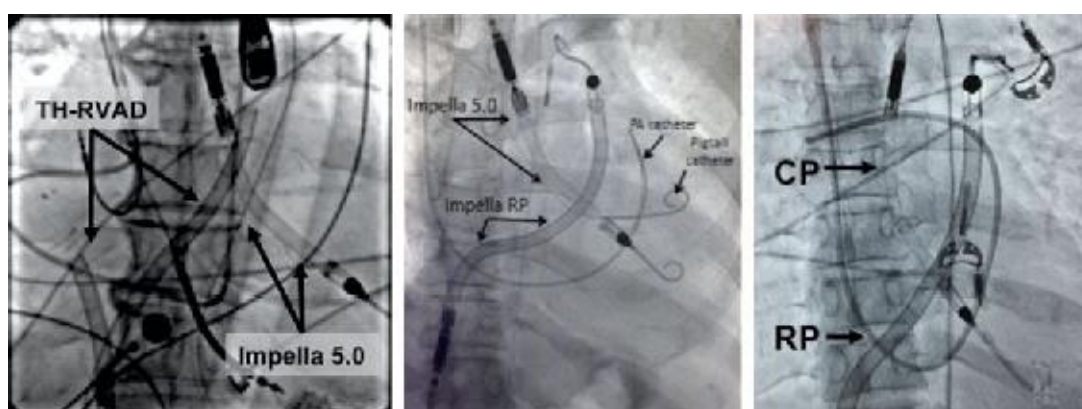 TH-RVAD
Impella 5.0
Impella 5.0
PA catheter
Pigtail
catheter
Impella RP
CP
RP